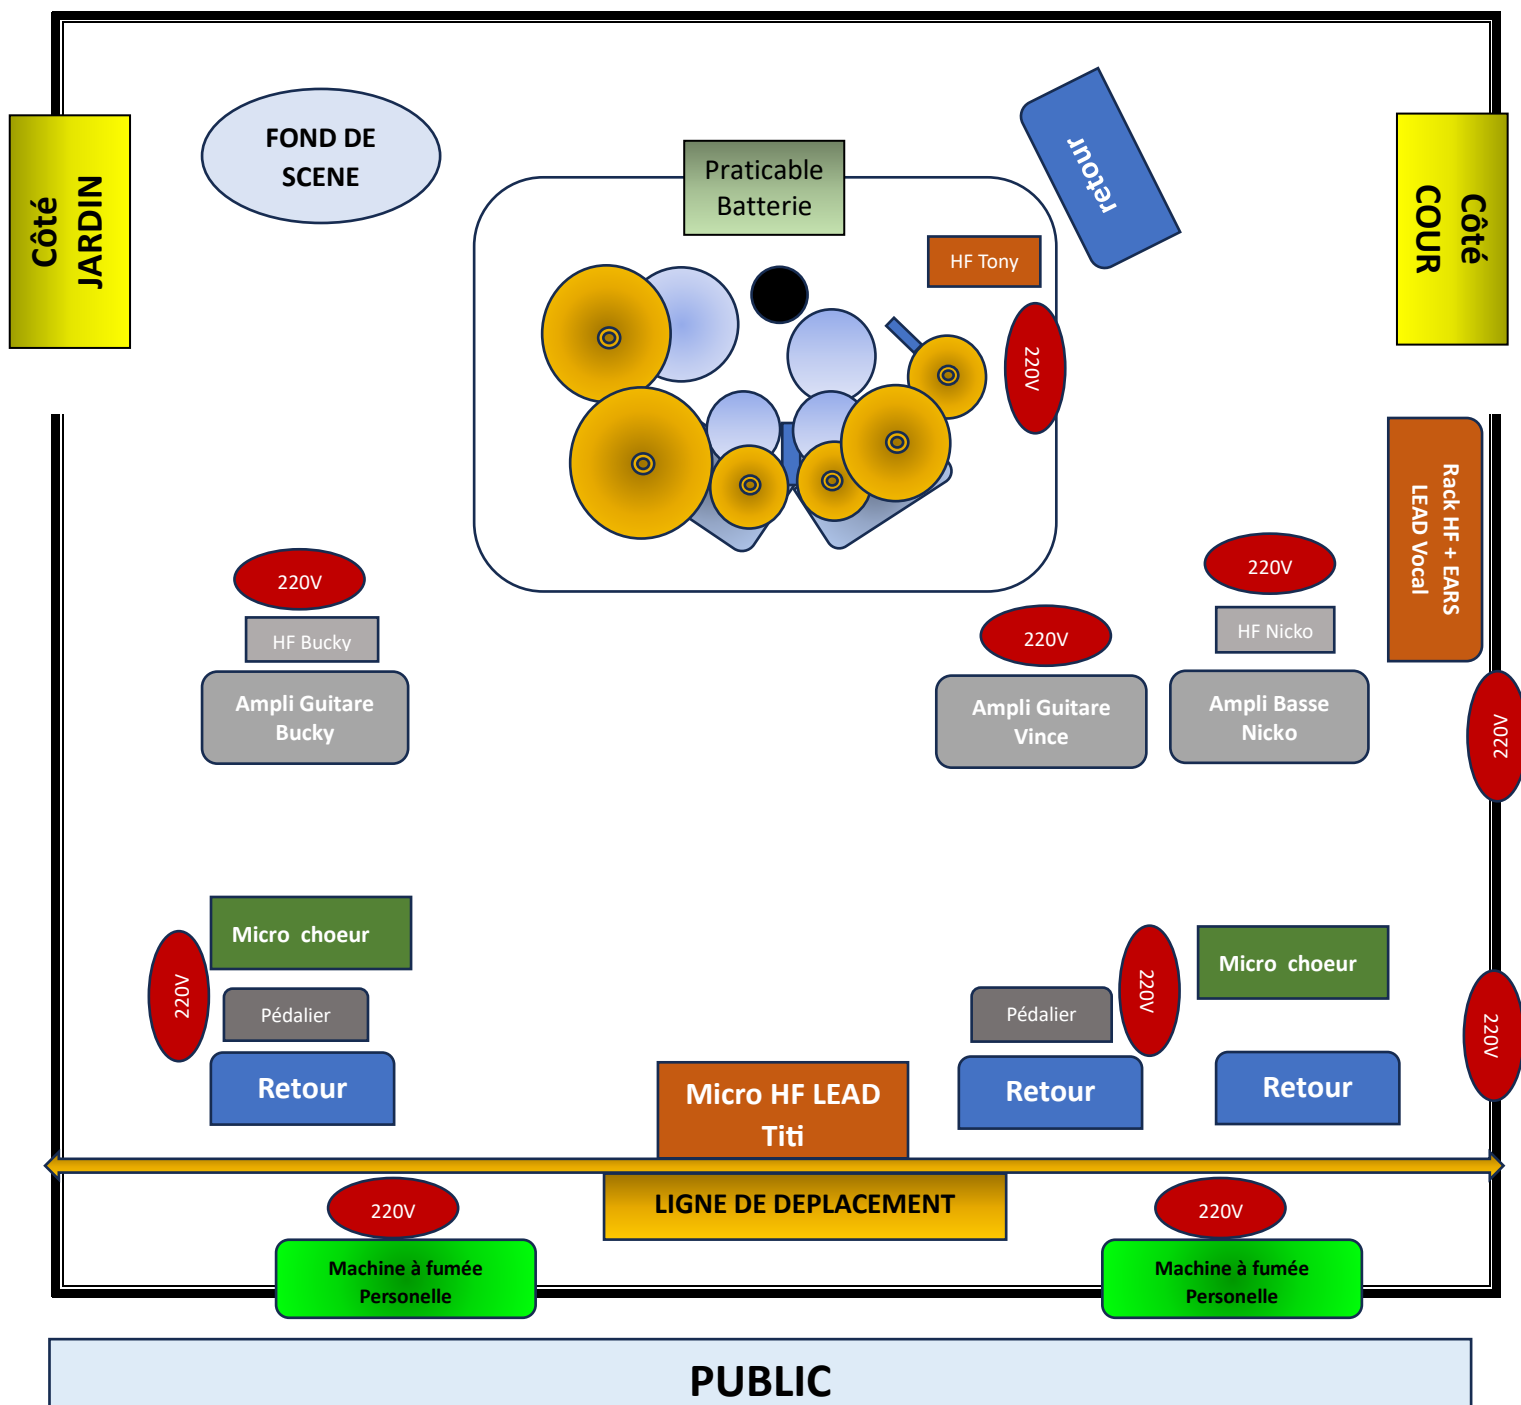 FOND DE
SCENE
Côté
JARDIN
Praticable
Batterie
retour
Côté
COUR
HF Tony
220V
Rack HF + EARS
LEAD Vocal
220V
HF Bucky
Ampli Guitare
Bucky
220V
Ampli Guitare
Vince
220V
HF Nicko
Ampli Basse
Nicko
220V
Micro choeur
220V
Pédalier
Retour
Micro HF LEAD
Titi
Pédalier
220V
Retour
Micro choeur
Retour
220V
LIGNE DE DEPLACEMENT
220V
Machine à fumée
Personelle
220V
Machine à fumée
Personelle
PUBLIC